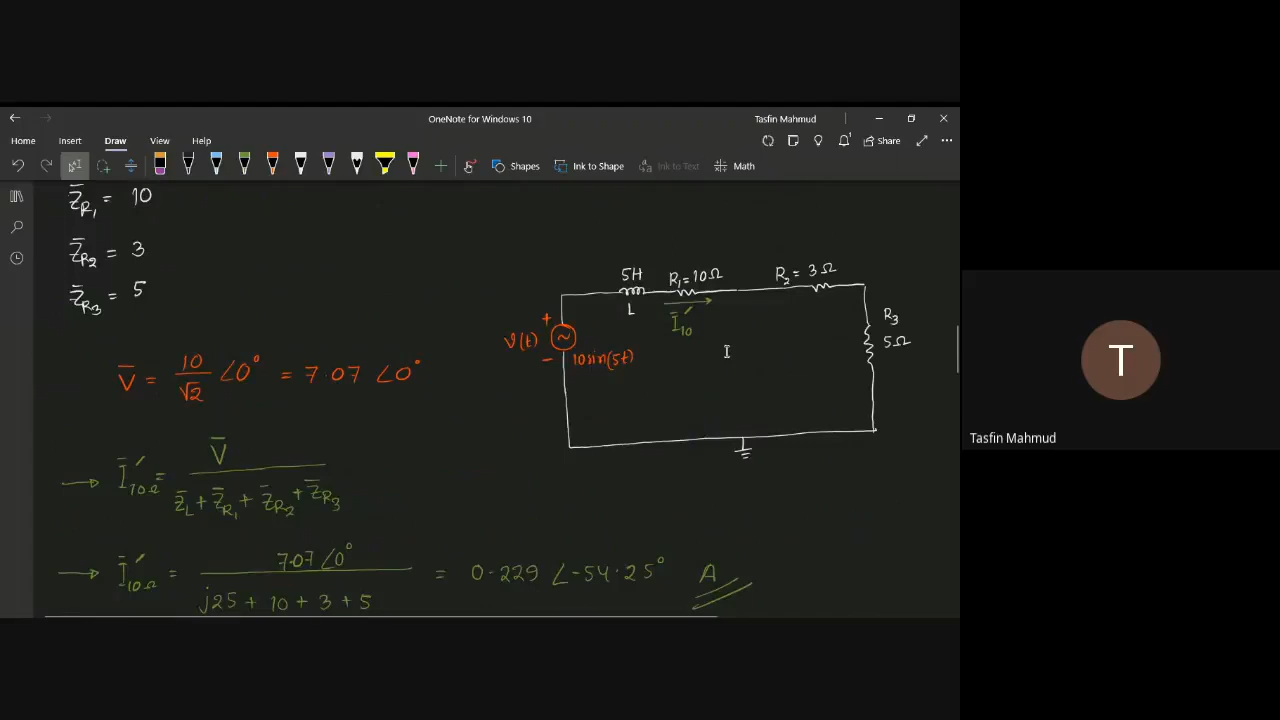 OneNote for Windows 10
Tasfin Mahmud
Home Insert Draw View Help
Share
Shapes Ink to Shape Ink to Text Math
Z̄R₁ = 10
Z̄R₂ = 3
Z̄R₃ = 5
V̄ = 10/√2 ∠0° = 7.07 ∠0°
→ Ī′10Ω = V̄ / (Z̄L + Z̄R₁ + Z̄R₂ + Z̄R₃)
→ Ī′10Ω = 7.07∠0° / (j25 + 10 + 3 + 5) = 0.229 ∠-54.25° A
5H R₁=10Ω R₂= 3Ω
L
Ī′10
R₃
5Ω
+
V(t)
-
10sin(5t)
T
Tasfin Mahmud